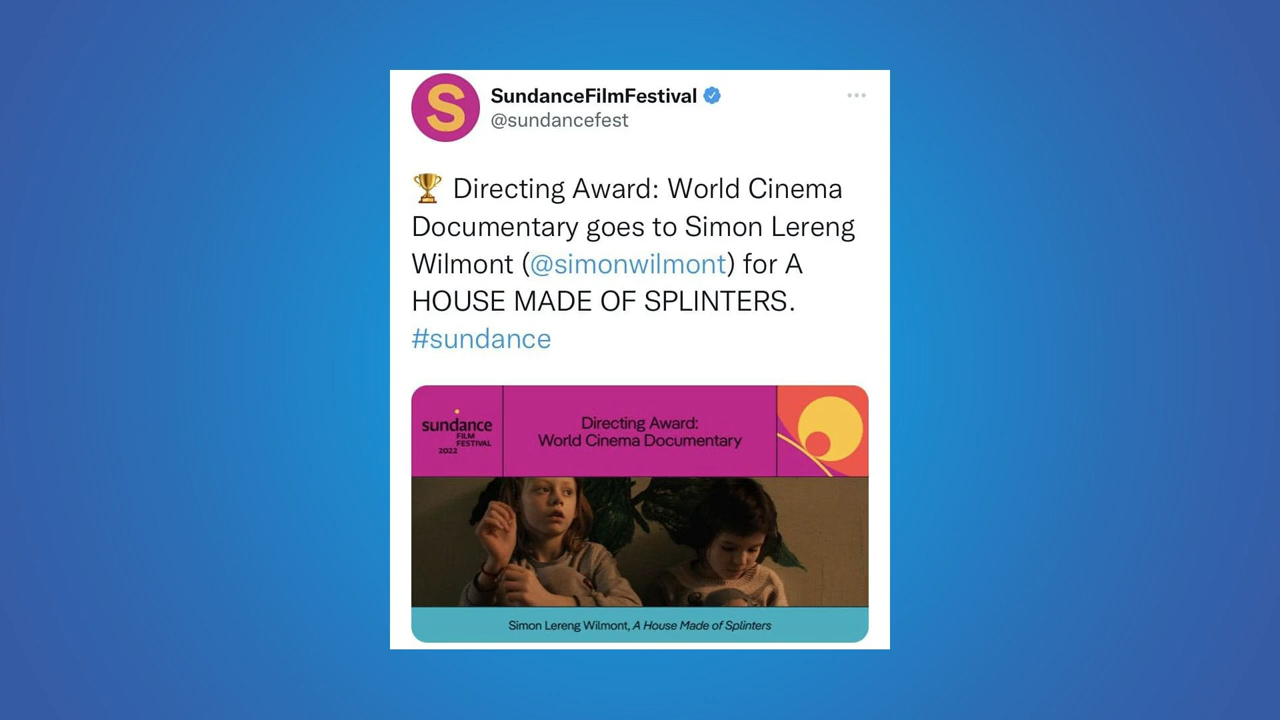 S
SundanceFilmFestival
@sundancefest
🏆 Directing Award: World Cinema
Documentary goes to Simon Lereng
Wilmont (@simonwilmont) for A
HOUSE MADE OF SPLINTERS.
#sundance
sundance
FILM
FESTIVAL
2022
Directing Award:
World Cinema Documentary
Simon Lereng Wilmont, A House Made of Splinters